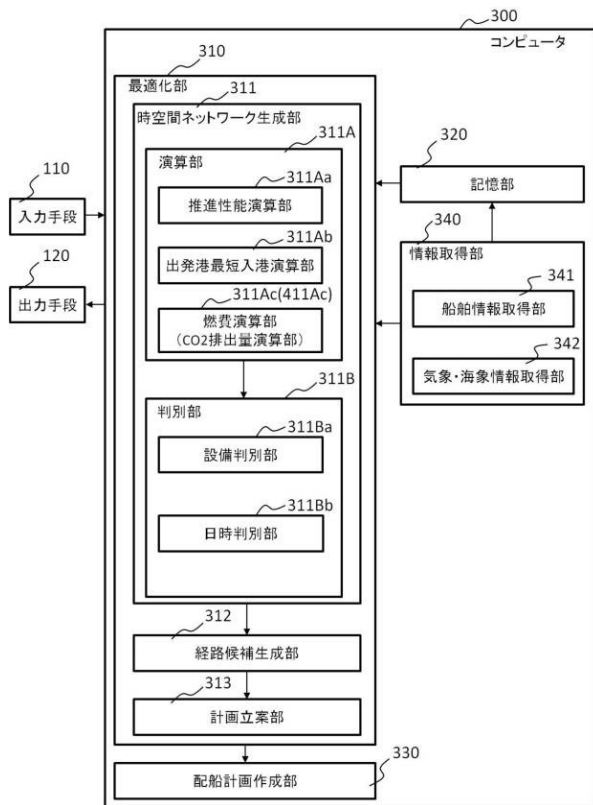 300
コンピュータ
310
最適化部
311
時空間ネットワーク生成部
311A
演算部
311Aa
推進性能演算部
311Ab
出発港最短入港演算部
311Ac(411Ac)
燃費演算部
(CO2排出量演算部)
311B
判別部
311Ba
設備判別部
311Bb
日時判別部
312
経路候補生成部
313
計画立案部
330
配船計画作成部
110
入力手段
120
出力手段
320
記憶部
340
情報取得部
341
船舶情報取得部
342
気象・海象情報取得部